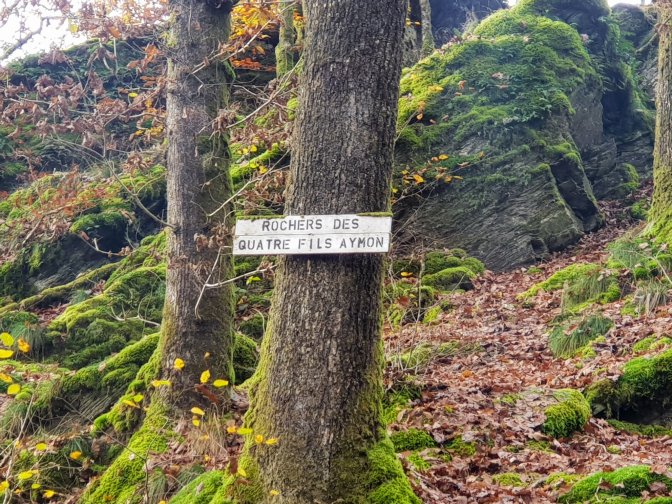 ROCHERS DES
QUATRE FILS AYMON